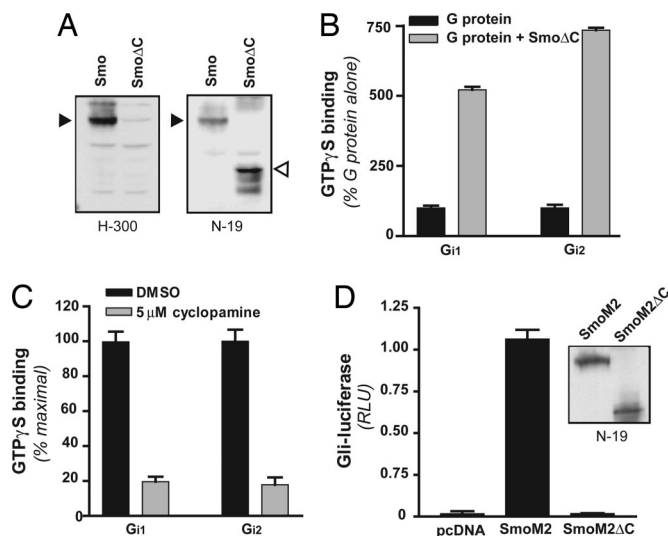 A
Smo
SmoΔC
Smo
SmoΔC
H-300
N-19
B
G protein
G protein + SmoΔC
GTPγS binding
(% G protein alone)
750
500
250
0
Gi1
Gi2
C
DMSO
5 μM cyclopamine
GTPγS binding
(% maximal)
120
100
80
60
40
20
0
Gi1
Gi2
D
SmoM2
SmoM2ΔC
N-19
Gli-luciferase
(RLU)
1.25
1.00
0.75
0.50
0.25
0
pcDNA
SmoM2
SmoM2ΔC